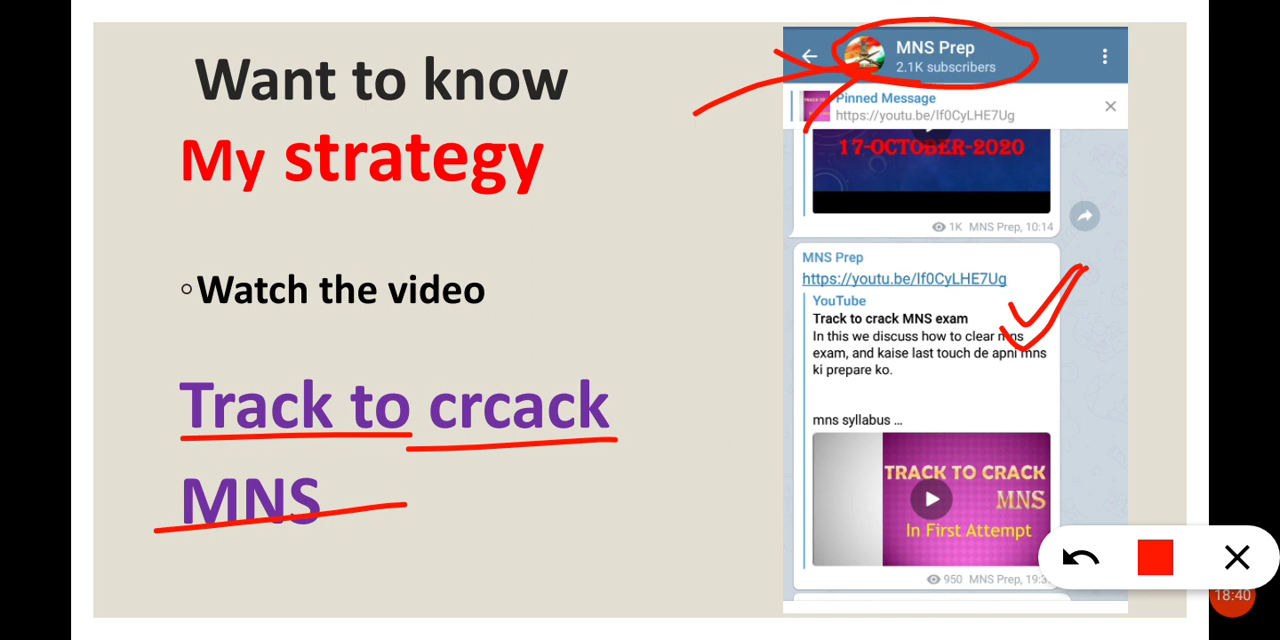 Want to know
My strategy
◦Watch the video
Track to crcack
MNS
MNS Prep
2.1K subscribers
Pinned Message
https://youtu.be/lf0CyLHE7Ug
17-OCTOBER-2020
1K MNS Prep, 10:14
MNS Prep
https://youtu.be/lf0CyLHE7Ug
YouTube
Track to crack MNS exam
In this we discuss how to clear mns
exam, and kaise last touch de apni mns
ki prepare ko.
mns syllabus ...
TRACK TO CRACK
MNS
In First Attempt
950 MNS Prep, 19:3
18:40